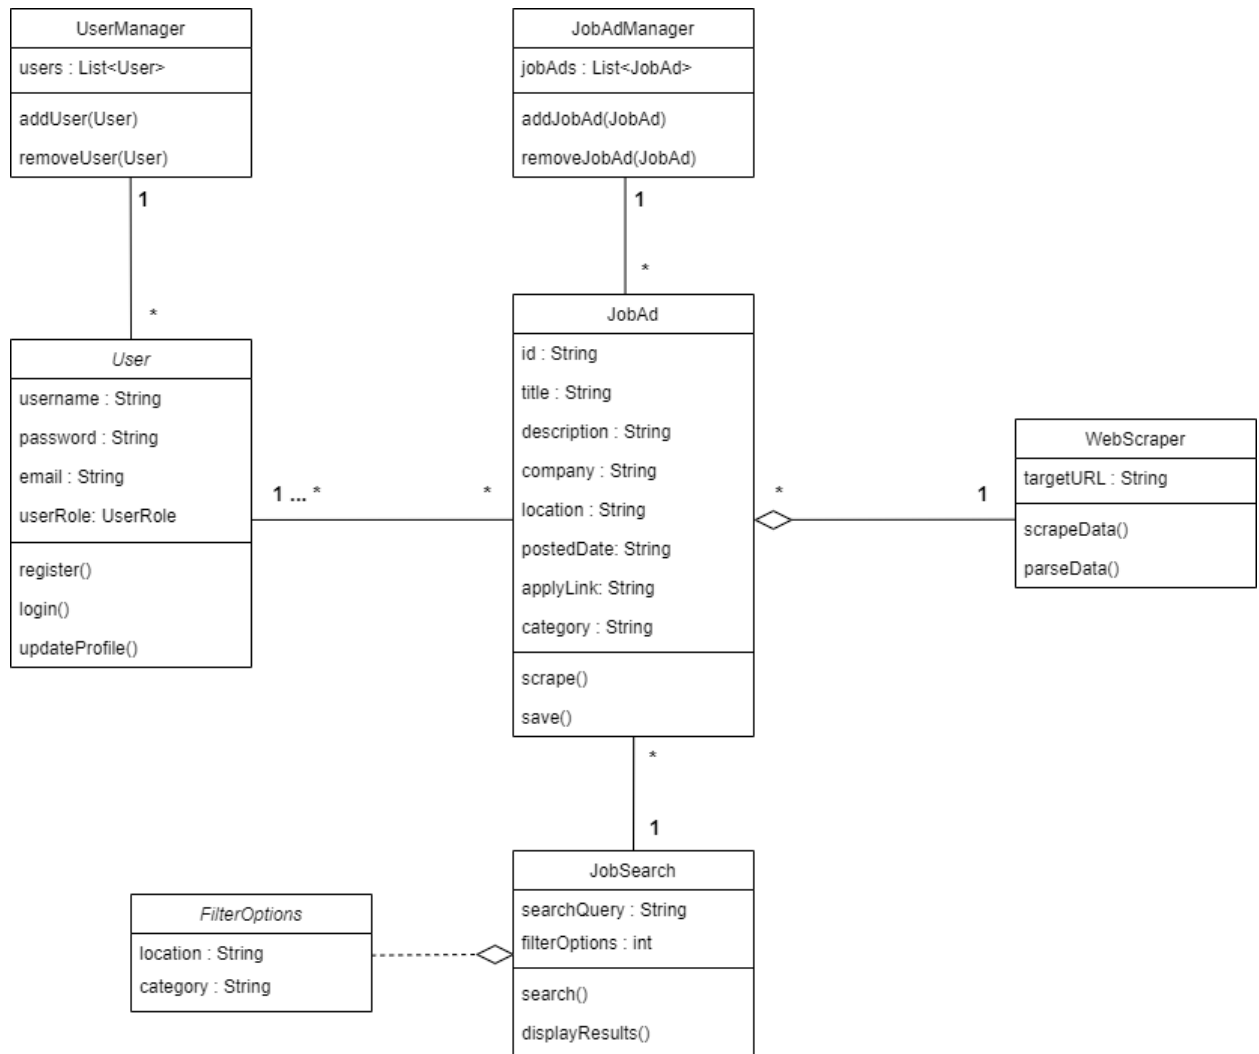 UserManager
users : List<User>
addUser(User)
removeUser(User)
1
*
JobAdManager
jobAds : List<JobAd>
addJobAd(JobAd)
removeJobAd(JobAd)
1
*
User
username : String
password : String
email : String
userRole: UserRole
register()
login()
updateProfile()
1 ... *
*
JobAd
id : String
title : String
description : String
company : String
location : String
postedDate: String
applyLink: String
category : String
scrape()
save()
*
1
WebScraper
targetURL : String
scrapeData()
parseData()
*
1
FilterOptions
location : String
category : String
JobSearch
searchQuery : String
filterOptions : int
search()
displayResults()